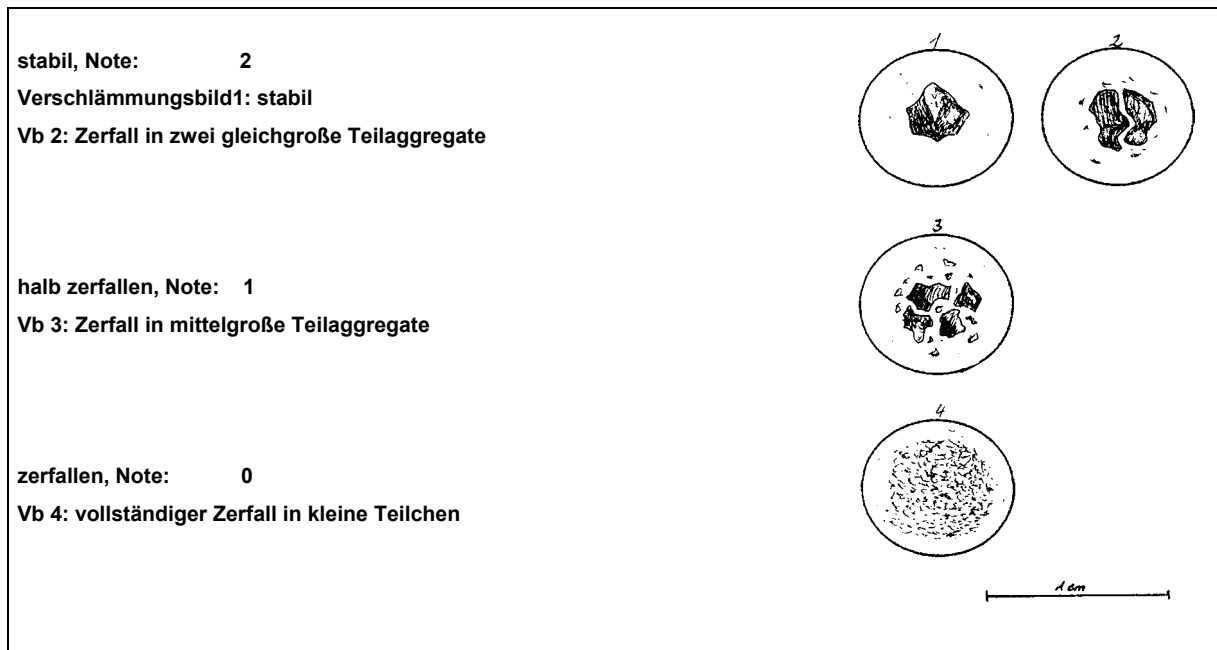 1 2
stabil, Note: 2
Verschlämmungsbild1: stabil
Vb 2: Zerfall in zwei gleichgroße Teilaggregate
3
halb zerfallen, Note: 1
Vb 3: Zerfall in mittelgroße Teilaggregate
4
zerfallen, Note: 0
Vb 4: vollständiger Zerfall in kleine Teilchen
1 cm